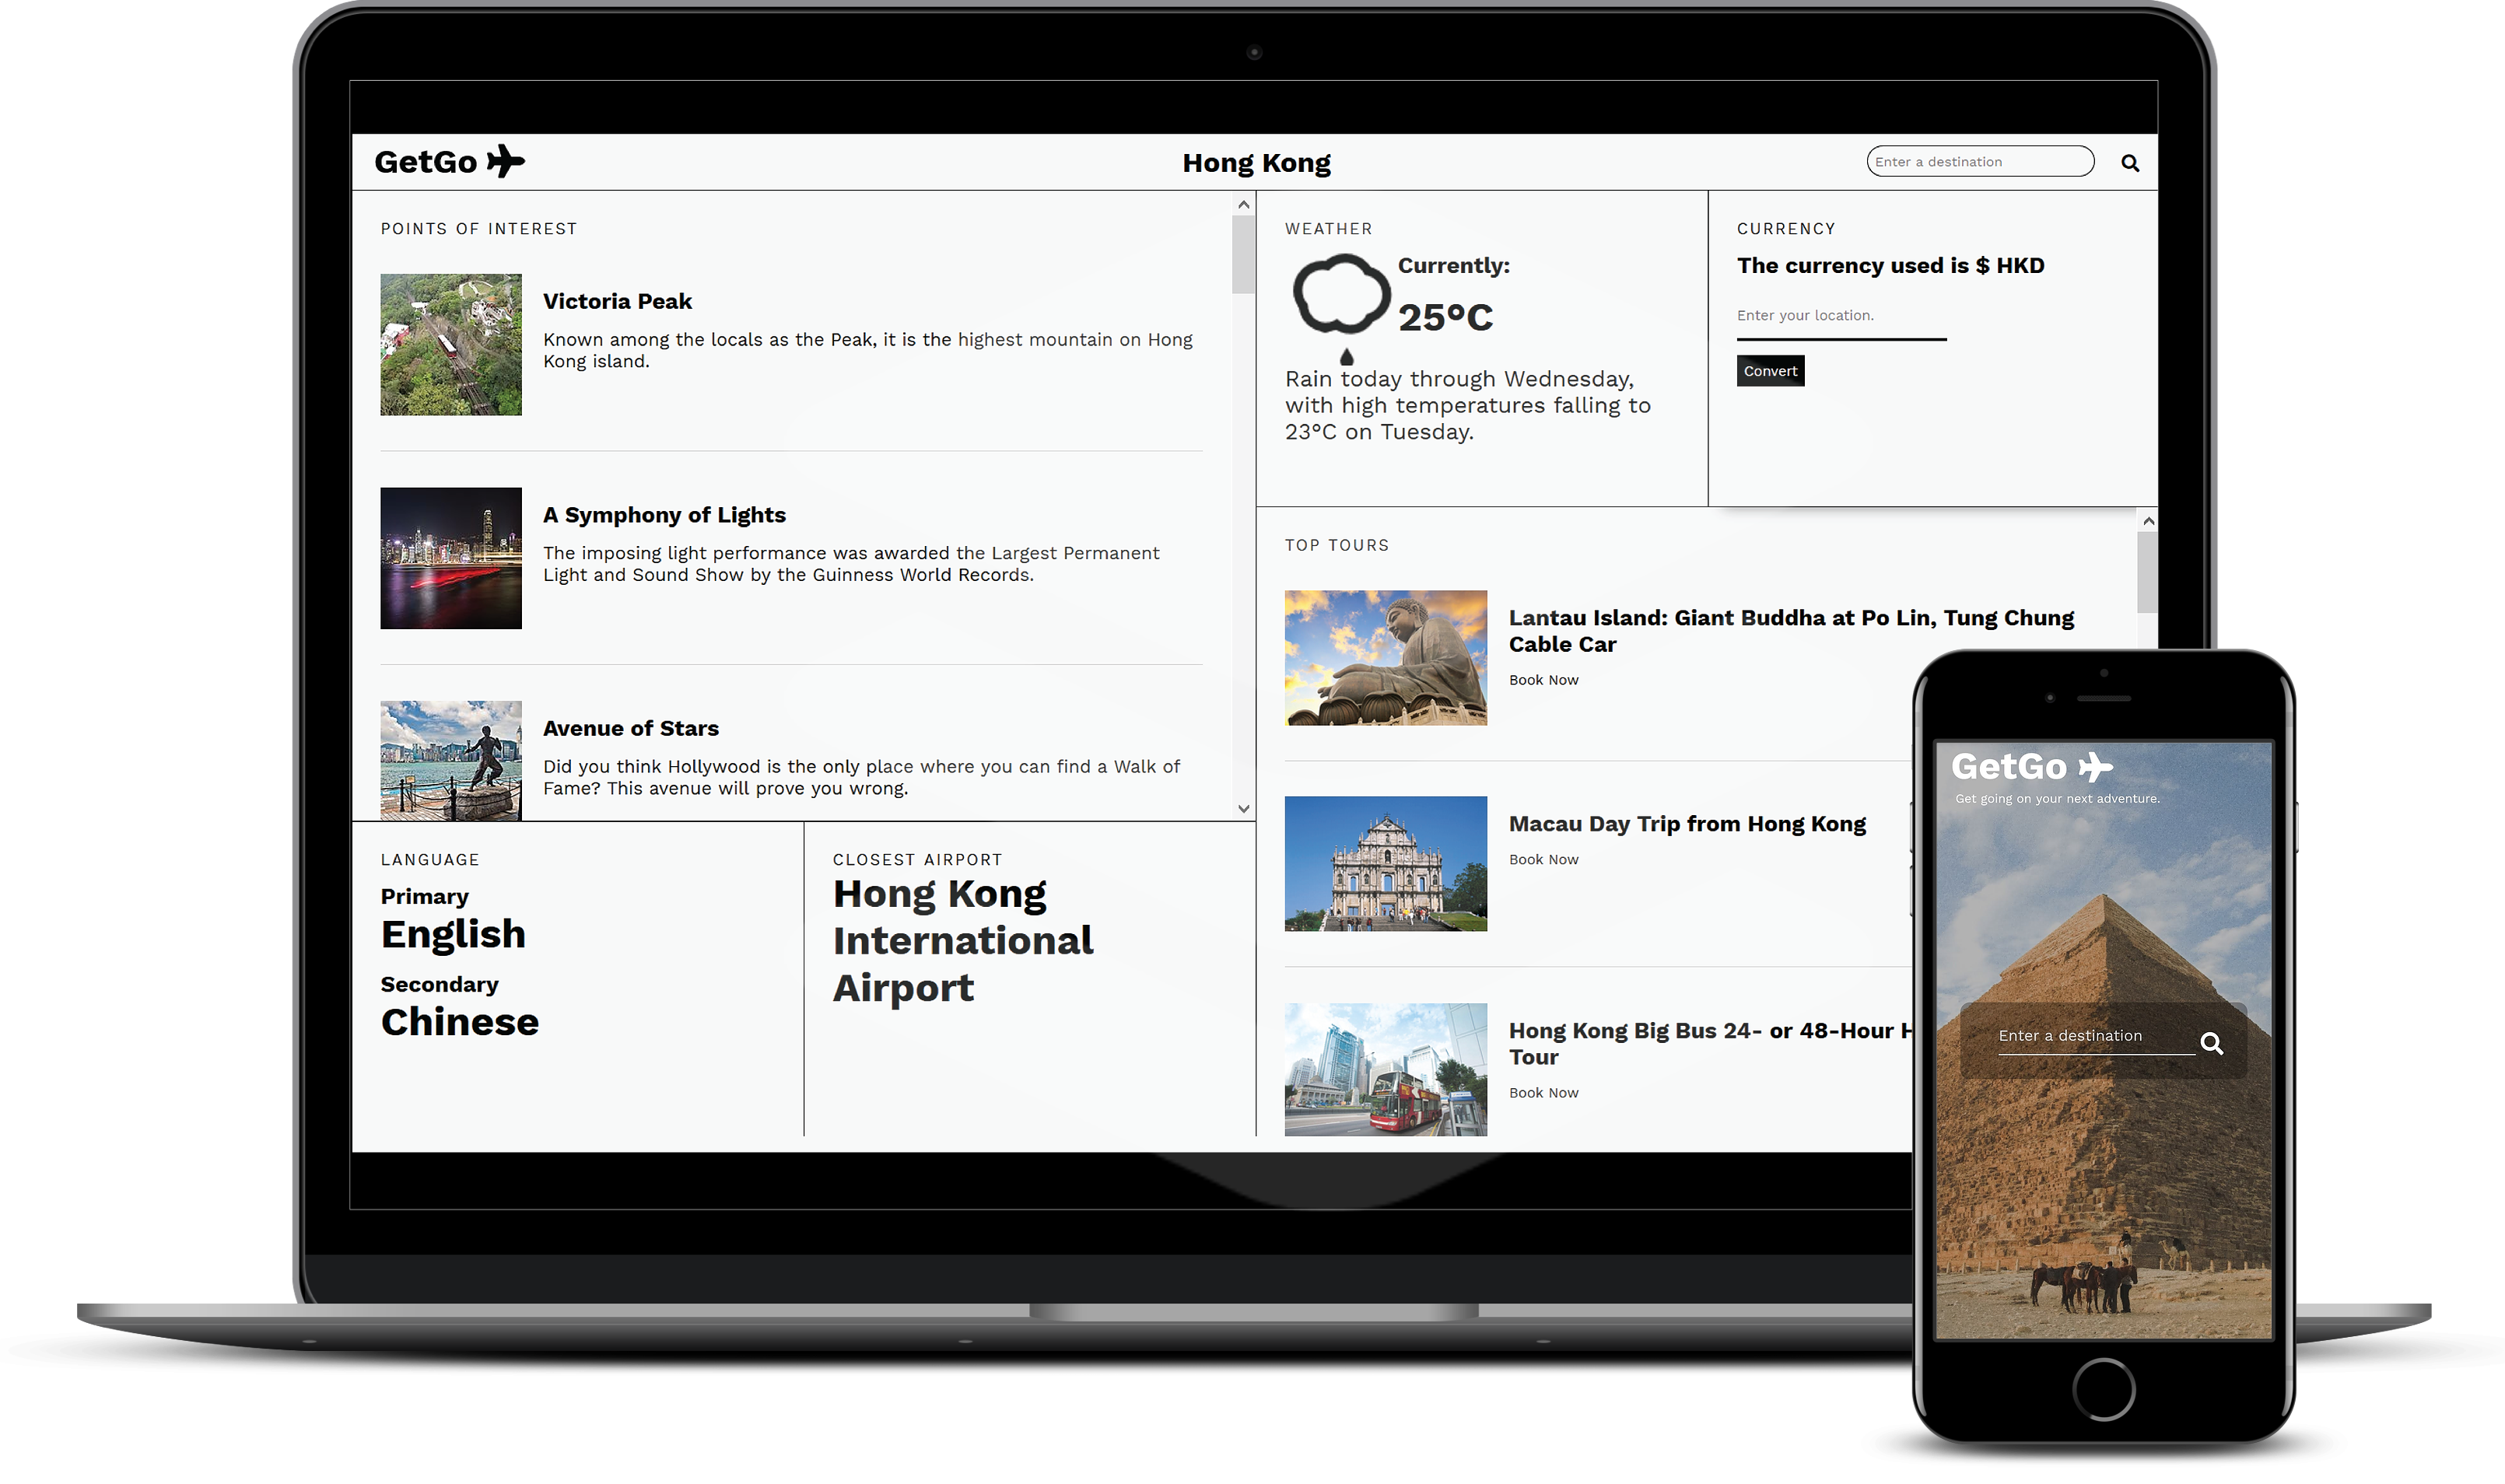 GetGo
Hong Kong
Enter a destination
POINTS OF INTEREST
Victoria Peak
Known among the locals as the Peak, it is the highest mountain on Hong
Kong island.
A Symphony of Lights
The imposing light performance was awarded the Largest Permanent
Light and Sound Show by the Guinness World Records.
Avenue of Stars
Did you think Hollywood is the only place where you can find a Walk of
Fame? This avenue will prove you wrong.
WEATHER
Currently:
25°C
Rain today through Wednesday,
with high temperatures falling to
23°C on Tuesday.
CURRENCY
The currency used is $ HKD
Enter your location.
Convert
LANGUAGE
Primary
English
Secondary
Chinese
CLOSEST AIRPORT
Hong Kong
International
Airport
TOP TOURS
Lantau Island: Giant Buddha at Po Lin, Tung Chung
Cable Car
Book Now
Macau Day Trip from Hong Kong
Book Now
Hong Kong Big Bus 24- or 48-Hour H
Tour
Book Now
GetGo
Get going on your next adventure.
Enter a destination